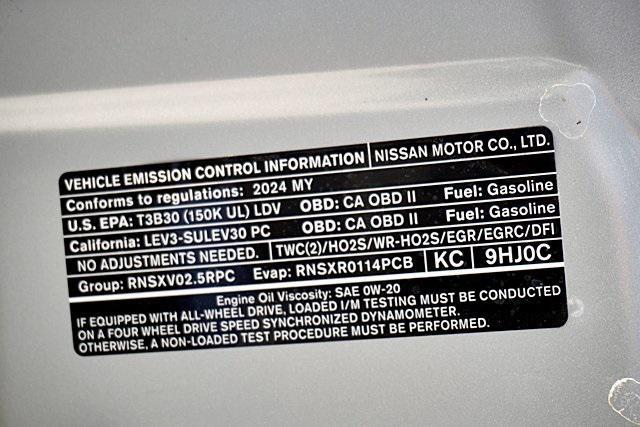 VEHICLE EMISSION CONTROL INFORMATION NISSAN MOTOR CO., LTD.
Conforms to regulations: 2024 MY
U.S. EPA: T3B30 (150K UL) LDV OBD: CA OBD II Fuel: Gasoline
California: LEV3-SULEV30 PC OBD: CA OBD II Fuel: Gasoline
NO ADJUSTMENTS NEEDED. TWC(2)/HO2S/WR-HO2S/EGR/EGRC/DFI
Group: RNSXV02.5RPC Evap: RNSXR0114PCB KC 9HJ0C
Engine Oil Viscosity: SAE 0W-20
IF EQUIPPED WITH ALL-WHEEL DRIVE, LOADED I/M TESTING MUST BE CONDUCTED
ON A FOUR WHEEL DRIVE SPEED SYNCHRONIZED DYNAMOMETER.
OTHERWISE, A NON-LOADED TEST PROCEDURE MUST BE PERFORMED.